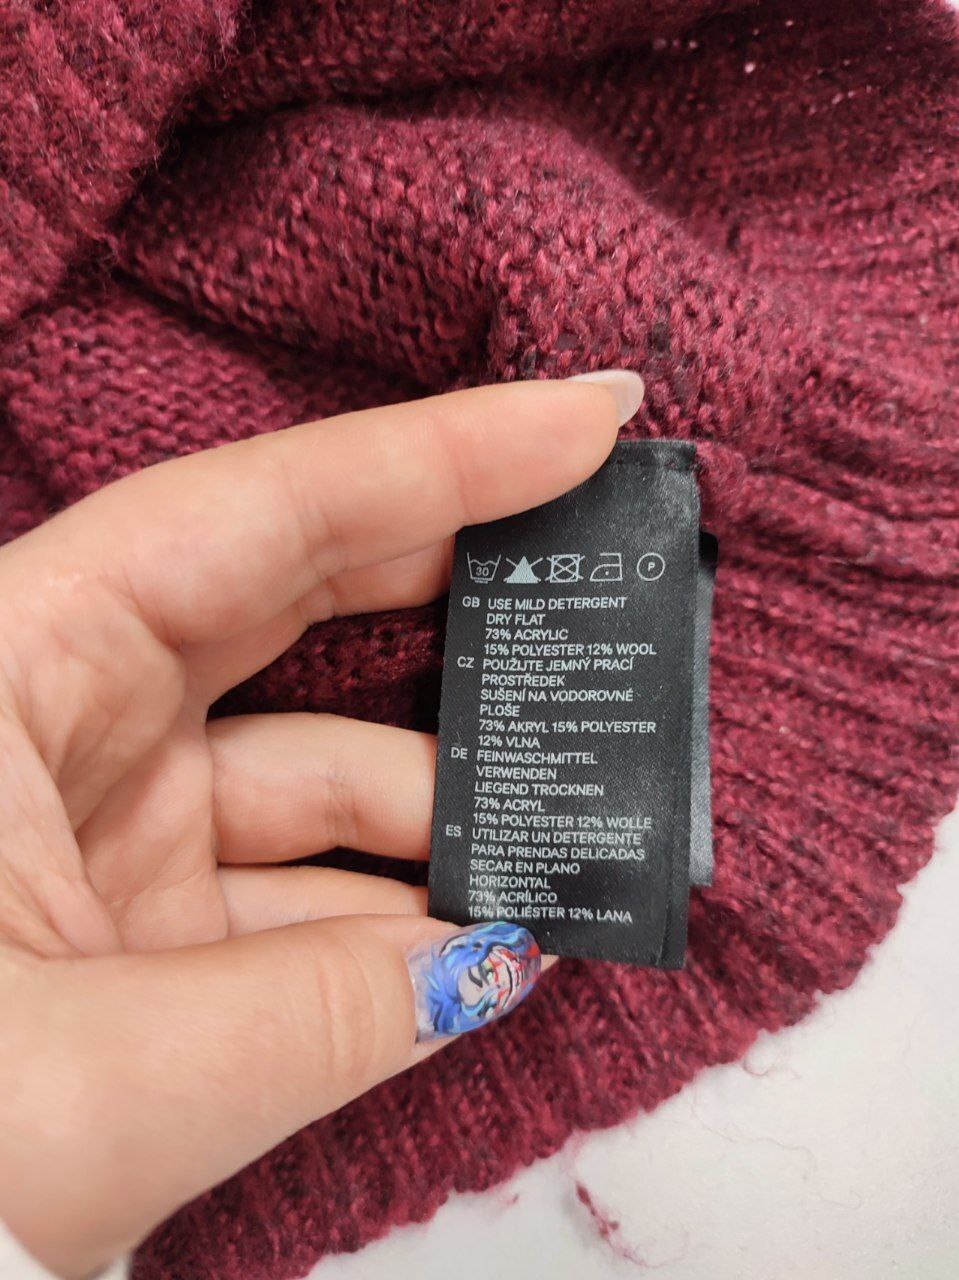 30 P
GB USE MILD DETERGENT
DRY FLAT
73% ACRYLIC
15% POLYESTER 12% WOOL
CZ POUŽIJTE JEMNÝ PRACÍ
PROSTŘEDEK
SUŠENÍ NA VODOROVNÉ
PLOŠE
73% AKRYL 15% POLYESTER
12% VLNA
DE FEINWASCHMITTEL
VERWENDEN
LIEGEND TROCKNEN
73% ACRYL
15% POLYESTER 12% WOLLE
ES UTILIZAR UN DETERGENTE
PARA PRENDAS DELICADAS
SECAR EN PLANO
HORIZONTAL
73% ACRÍLICO
15% POLIÉSTER 12% LANA